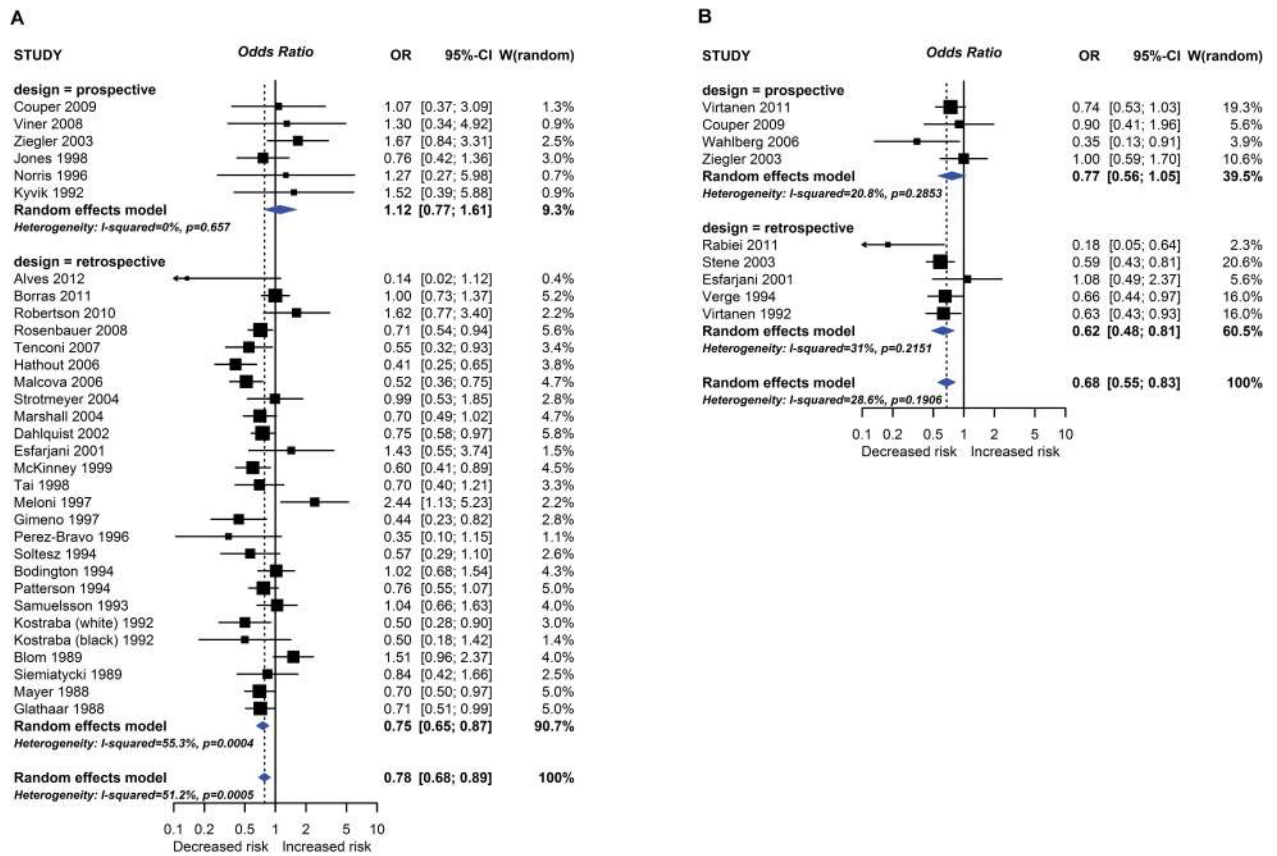 A
STUDY Odds Ratio OR 95%-CI W(random)
design = prospective
Couper 2009 1.07 [0.37; 3.09] 1.3%
Viner 2008 1.30 [0.34; 4.92] 0.9%
Ziegler 2003 1.67 [0.84; 3.31] 2.5%
Jones 1998 0.76 [0.42; 1.36] 3.0%
Norris 1996 1.27 [0.27; 5.98] 0.7%
Kyvik 1992 1.52 [0.39; 5.88] 0.9%
Random effects model 1.12 [0.77; 1.61] 9.3%
Heterogeneity: I-squared=0%, p=0.657
design = retrospective
Alves 2012 0.14 [0.02; 1.12] 0.4%
Borras 2011 1.00 [0.73; 1.37] 5.2%
Robertson 2010 1.62 [0.77; 3.40] 2.2%
Rosenbauer 2008 0.71 [0.54; 0.94] 5.6%
Tenconi 2007 0.55 [0.32; 0.93] 3.4%
Hathout 2006 0.41 [0.25; 0.65] 3.8%
Malcova 2006 0.52 [0.36; 0.75] 4.7%
Strotmeyer 2004 0.99 [0.53; 1.85] 2.8%
Marshall 2004 0.70 [0.49; 1.02] 4.7%
Dahlquist 2002 0.75 [0.58; 0.97] 5.8%
Esfarjani 2001 1.43 [0.55; 3.74] 1.5%
McKinney 1999 0.60 [0.41; 0.89] 4.5%
Tai 1998 0.70 [0.40; 1.21] 3.3%
Meloni 1997 2.44 [1.13; 5.23] 2.2%
Gimeno 1997 0.44 [0.23; 0.82] 2.8%
Perez-Bravo 1996 0.35 [0.10; 1.15] 1.1%
Soltesz 1994 0.57 [0.29; 1.10] 2.6%
Bodington 1994 1.02 [0.68; 1.54] 4.3%
Patterson 1994 0.76 [0.55; 1.07] 5.0%
Samuelsson 1993 1.04 [0.66; 1.63] 4.0%
Kostraba (white) 1992 0.50 [0.28; 0.90] 3.0%
Kostraba (black) 1992 0.50 [0.18; 1.42] 1.4%
Blom 1989 1.51 [0.96; 2.37] 4.0%
Siemiatycki 1989 0.84 [0.42; 1.66] 2.5%
Mayer 1988 0.70 [0.50; 0.97] 5.0%
Glathaar 1988 0.71 [0.51; 0.99] 5.0%
Random effects model 0.75 [0.65; 0.87] 90.7%
Heterogeneity: I-squared=55.3%, p=0.0004
Random effects model 0.78 [0.68; 0.89] 100%
Heterogeneity: I-squared=51.2%, p=0.0005
0.1 0.5 1 2 5 10
Decreased risk Increased risk
B
STUDY Odds Ratio OR 95%-CI W(random)
design = prospective
Virtanen 2011 0.74 [0.53; 1.03] 19.3%
Couper 2009 0.90 [0.41; 1.96] 5.6%
Wahlberg 2006 0.35 [0.13; 0.91] 3.9%
Ziegler 2003 1.00 [0.59; 1.70] 10.6%
Random effects model 0.77 [0.56; 1.05] 39.5%
Heterogeneity: I-squared=20.8%, p=0.2853
design = retrospective
Rabiei 2011 0.18 [0.05; 0.64] 2.3%
Stene 2003 0.59 [0.43; 0.81] 20.6%
Esfarjani 2001 1.08 [0.49; 2.37] 5.6%
Verge 1994 0.66 [0.44; 0.97] 16.0%
Virtanen 1992 0.63 [0.43; 0.93] 16.0%
Random effects model 0.62 [0.48; 0.81] 60.5%
Heterogeneity: I-squared=31%, p=0.2151
Random effects model 0.68 [0.55; 0.83] 100%
Heterogeneity: I-squared=28.6%, p=0.1906
0.1 0.5 1 2 5 10
Decreased risk Increased risk